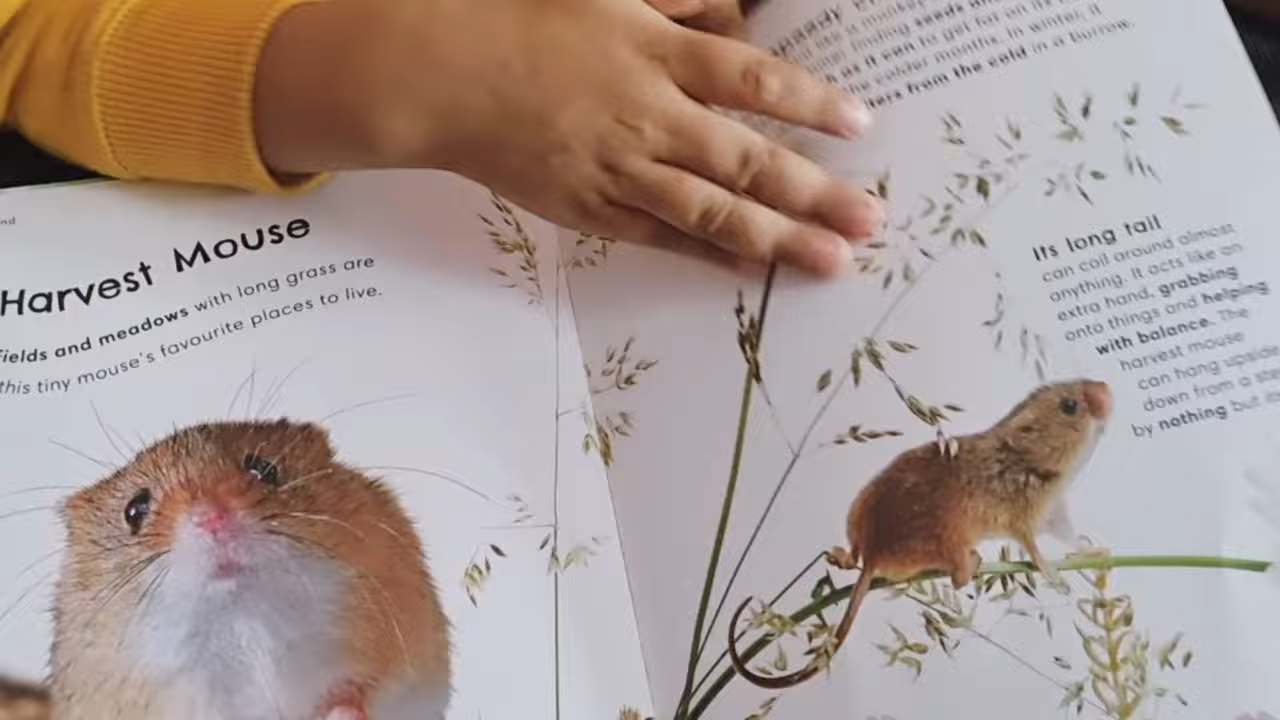 nd
Harvest Mouse
Fields and meadows with long grass are
this tiny mouse's favourite places to live.
finding seeds
as it can to get fat on its
the colder months. In winter, it
from the cold in a burrow.
Its long tail
can coil around almost
anything. It acts like an
extra hand, grabbing
onto things and helping
with balance. The
harvest mouse
can hang upside
down from a
by nothing but